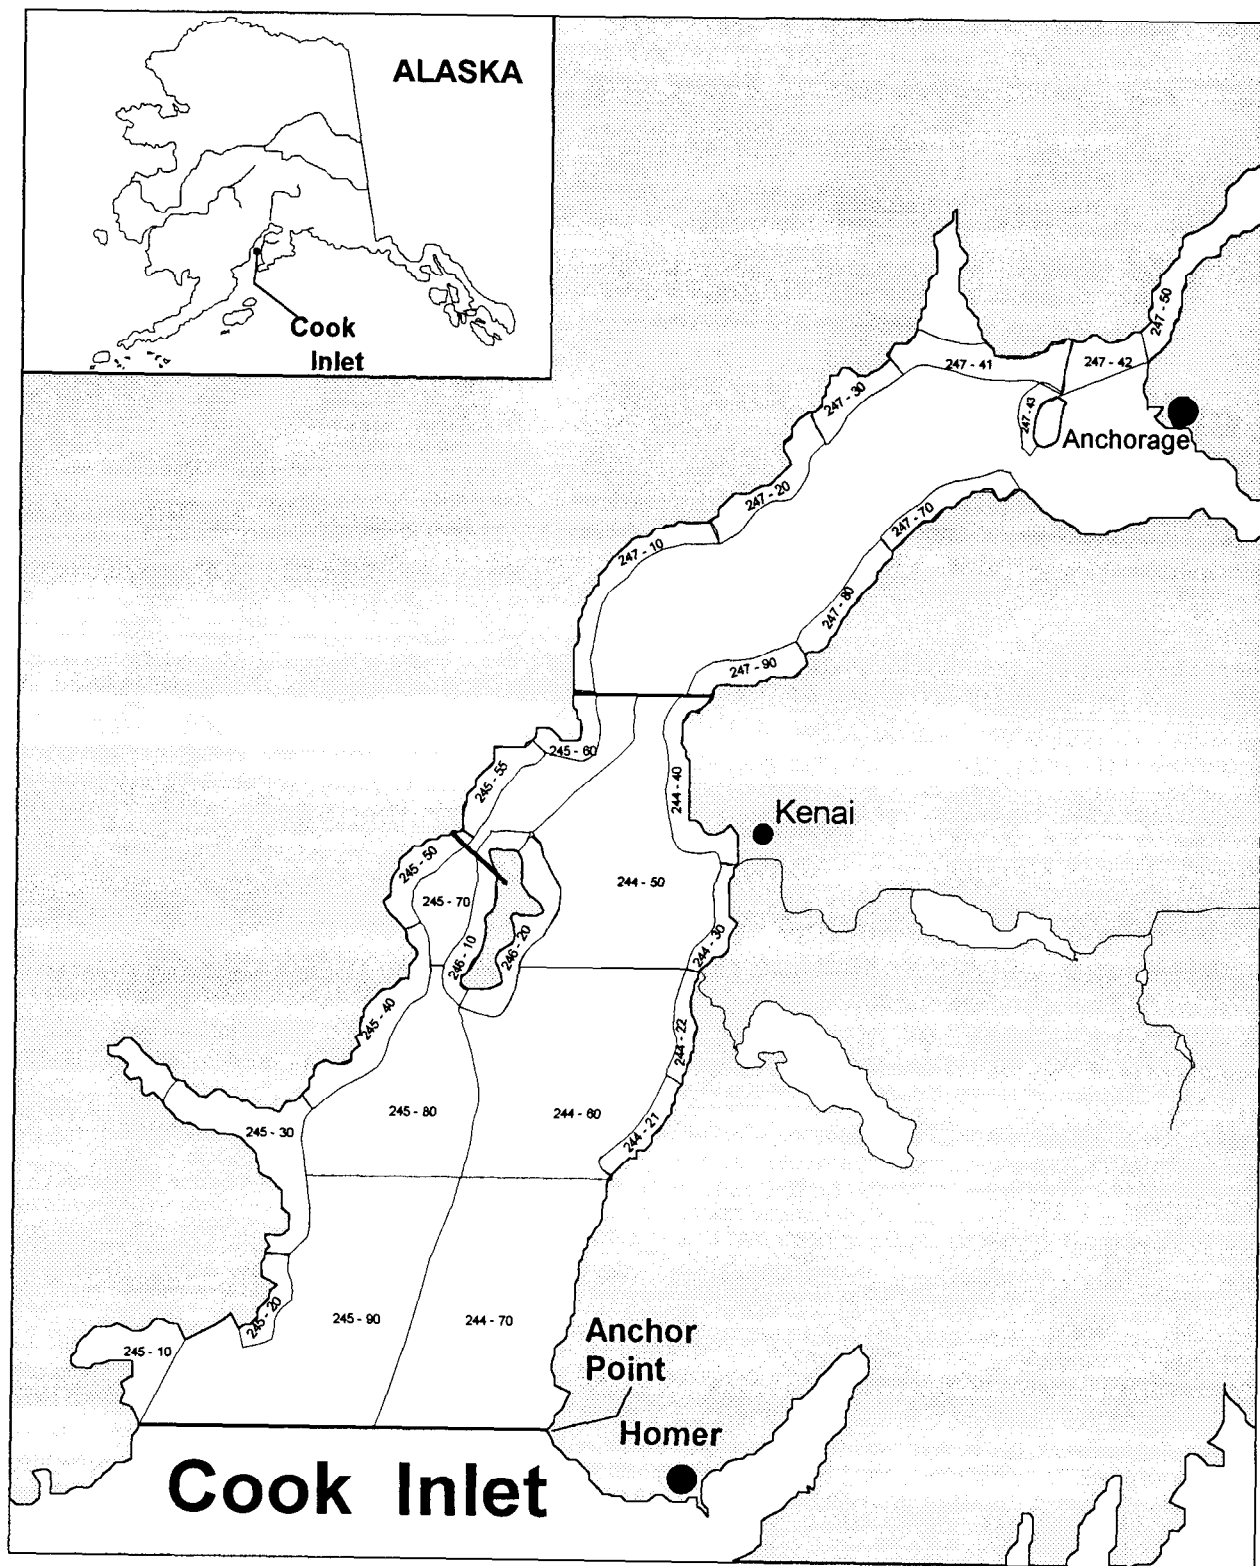 ALASKA
Cook
Inlet
247 - 50
247 - 41
247 - 42
247 - 30
247 - 43
Anchorage
247 - 20
247 - 70
247 - 10
247 - 80
247 - 90
245 - 60
245 - 55
244 - 40
Kenai
245 - 50
244 - 50
245 - 70
246 - 10
246 - 20
244 - 30
245 - 40
244 - 22
245 - 80
244 - 60
245 - 30
244 - 21
245 - 20
245 - 90
244 - 70
245 - 10
Anchor
Point
Homer
Cook Inlet